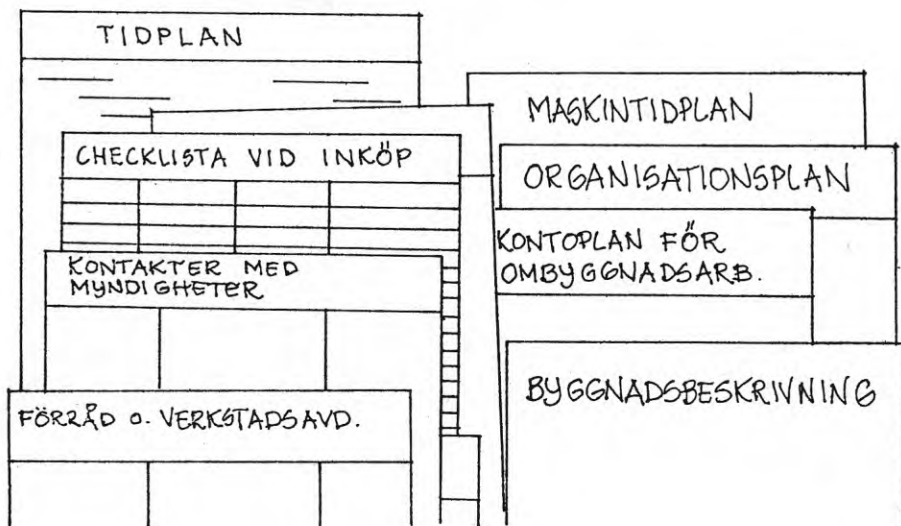 TIDPLAN
CHECKLISTA VID INKÖP
KONTAKTER MED
MYNDIGHETER
FÖRRÅD O. VERKSTADSAVD.
MASKINTIDPLAN
ORGANISATIONSPLAN
KONTOPLAN FÖR
OMBYGGNADSARB.
BYGGNADSBESKRIVNING